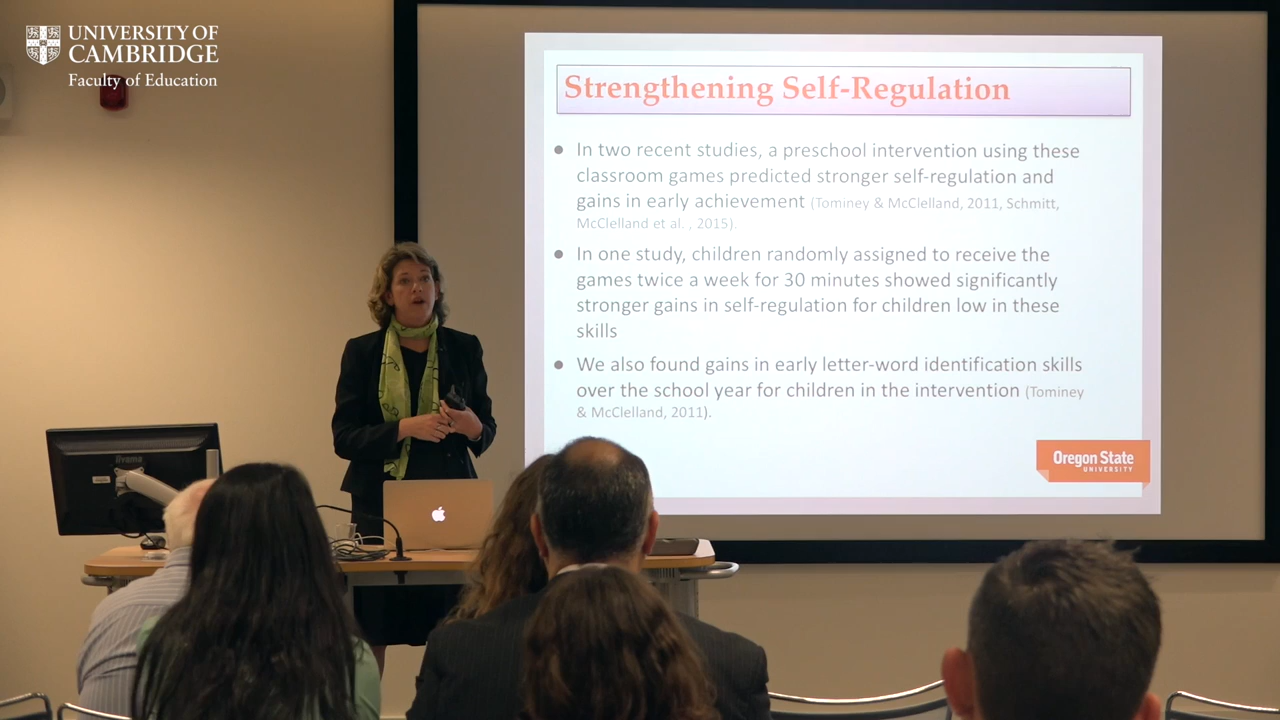 UNIVERSITY OF
CAMBRIDGE
Faculty of Education
Strengthening Self-Regulation
In two recent studies, a preschool intervention using these
classroom games predicted stronger self-regulation and
gains in early achievement (Tominey & McClelland, 2011, Schmitt,
McClelland et al. , 2015).
In one study, children randomly assigned to receive the
games twice a week for 30 minutes showed significantly
stronger gains in self-regulation for children low in these
skills
We also found gains in early letter-word identification skills
over the school year for children in the intervention (Tominey
& McClelland, 2011).
Oregon State
UNIVERSITY
iiyama